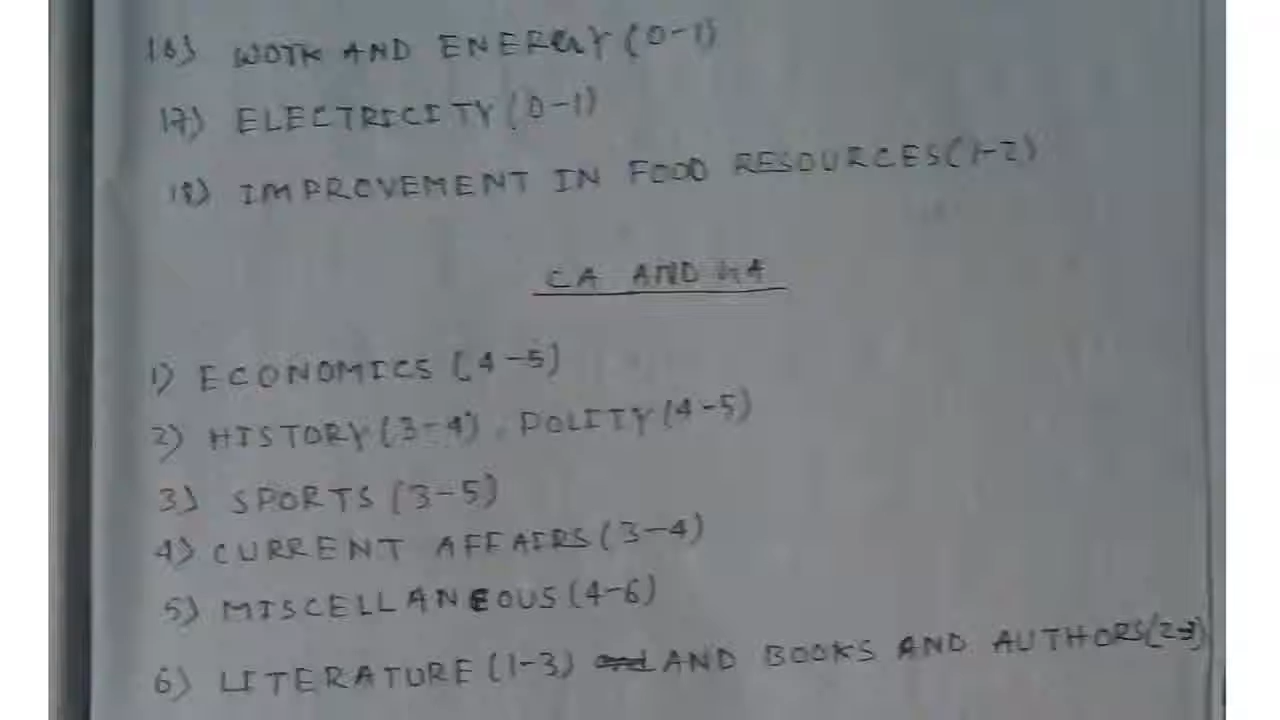 16) WORK AND ENERGY (0-1)
17) ELECTRICITY (0-1)
18) IMPROVEMENT IN FOOD RESOURCES (1-2)
CA AND GA
1) ECONOMICS (4-5)
2) HISTORY (3-4), POLITY (4-5)
3) SPORTS (3-5)
4) CURRENT AFFAIRS (3-4)
5) MISCELLANEOUS (4-6)
6) LITERATURE (1-3) AND BOOKS AND AUTHORS (2-3)